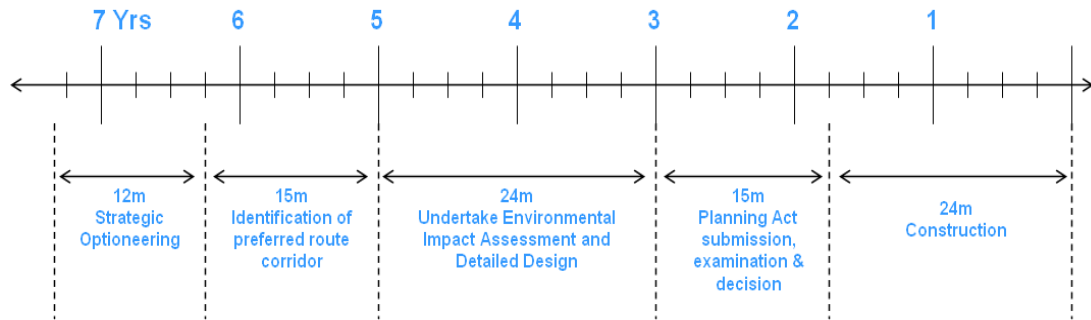 7 Yrs 6 5 4 3 2 1
12m
Strategic
Optioneering
15m
Identification of
preferred route
corridor
24m
Undertake Environmental
Impact Assessment and
Detailed Design
15m
Planning Act
submission,
examination &
decision
24m
Construction